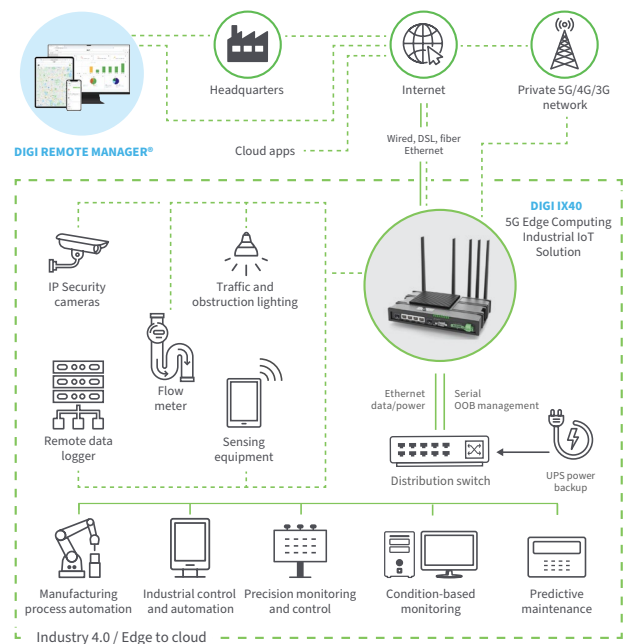 Headquarters
Internet
Private 5G/4G/3G
network
DIGI REMOTE MANAGER®
Cloud apps
Wired, DSL, fiber
Ethernet
DIGI IX40
5G Edge Computing
Industrial IoT
Solution
IP Security
cameras
Traffic and
obstruction lighting
Flow
meter
Remote data
logger
Sensing
equipment
Ethernet
data/power
Serial
OOB management
Distribution switch
UPS power
backup
Manufacturing
process automation
Industrial control
and automation
Precision monitoring
and control
Condition-based
monitoring
Predictive
maintenance
Industry 4.0 / Edge to cloud